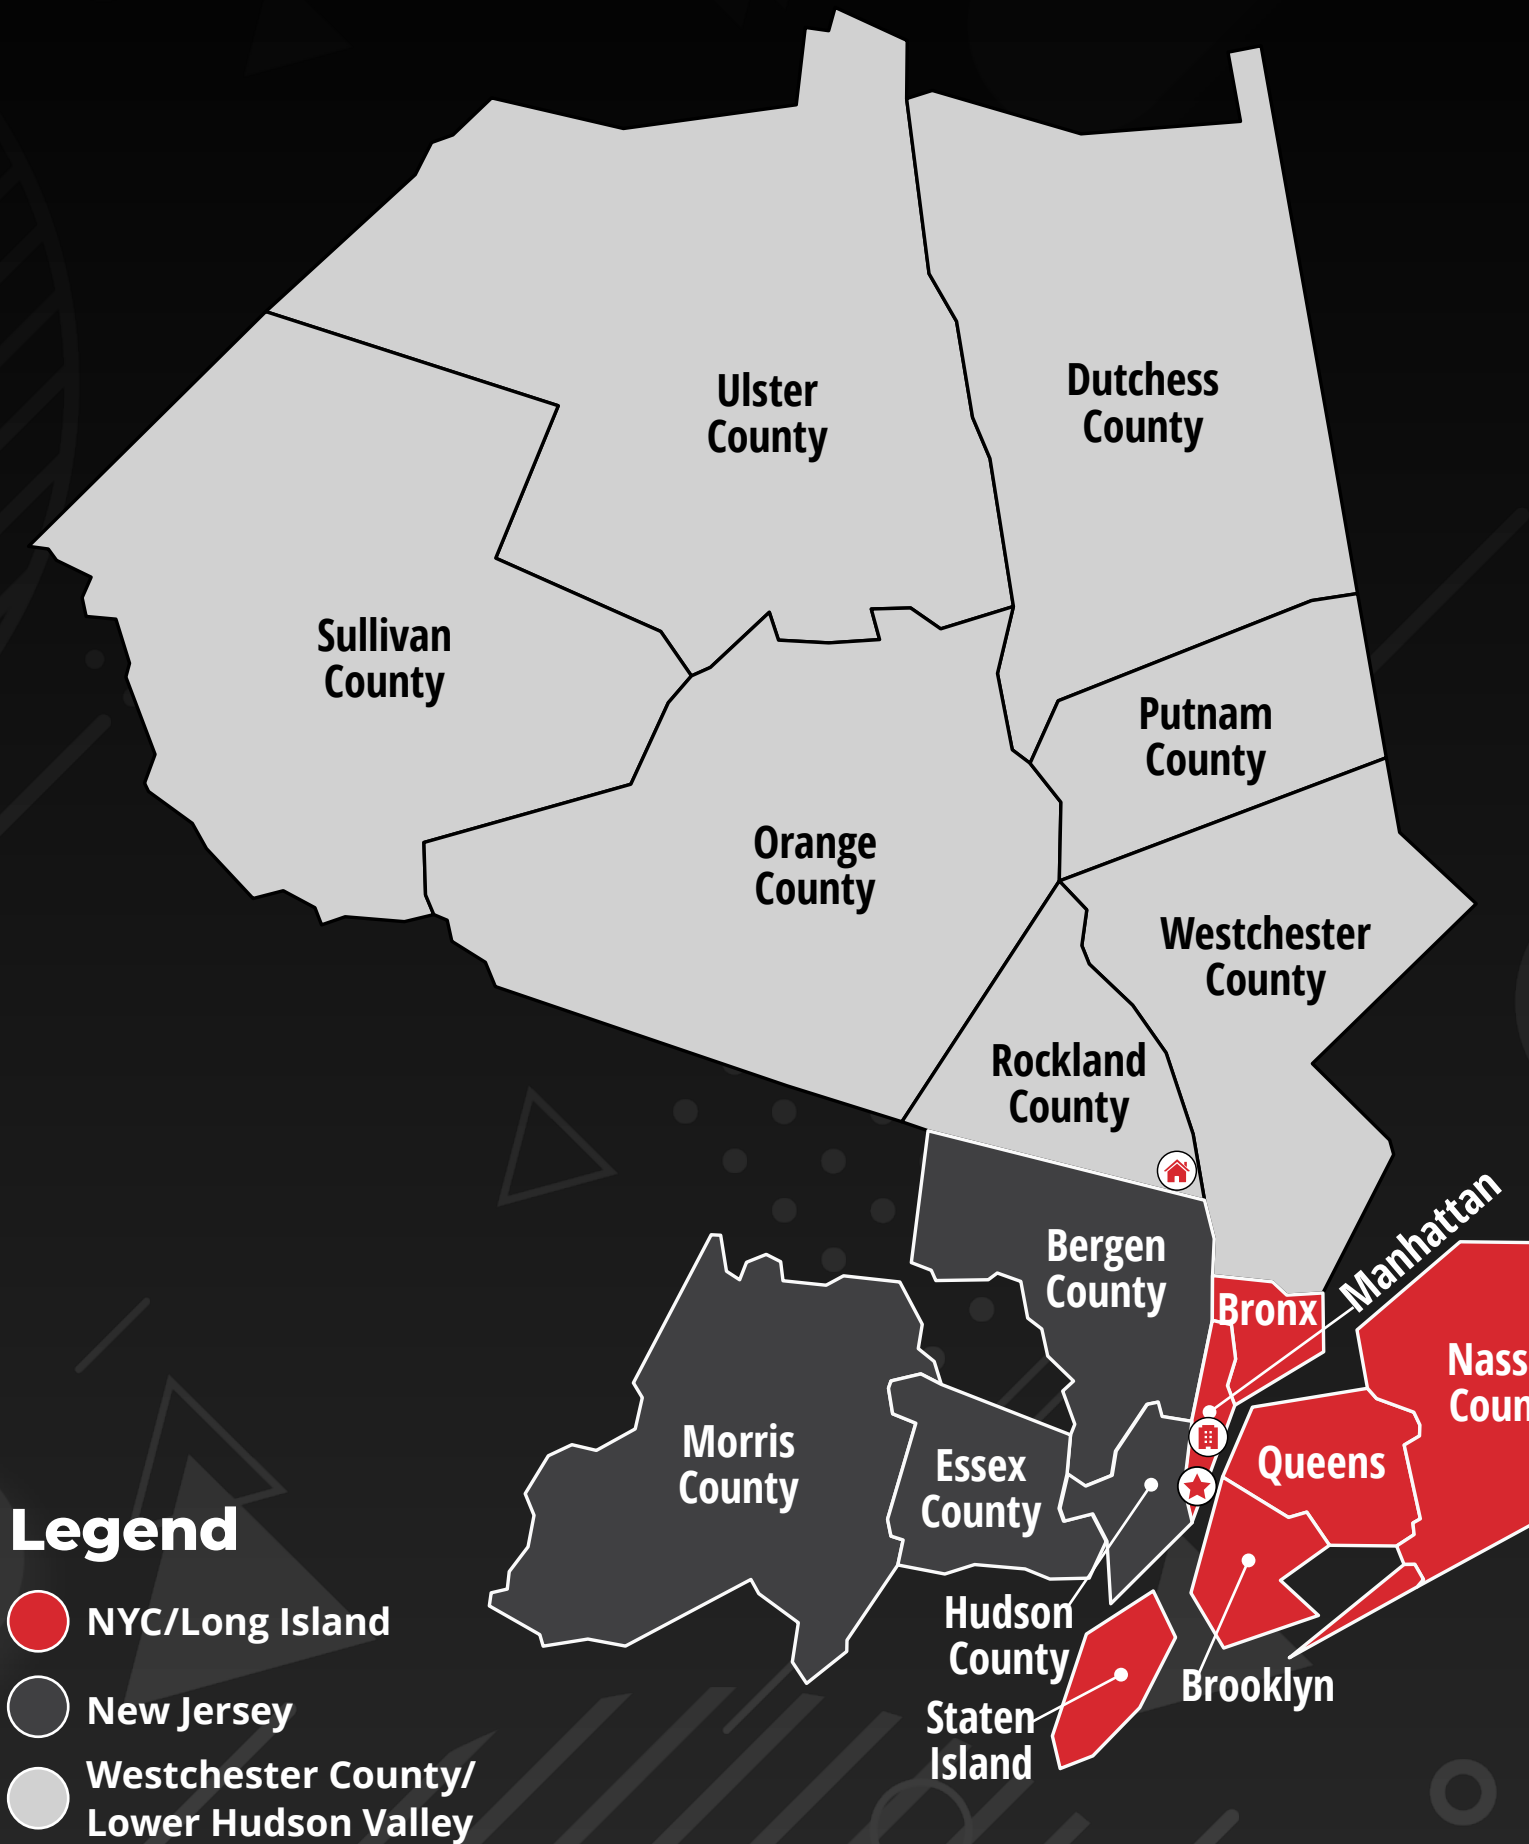 Ulster
County
Dutchess
County
Sullivan
County
Putnam
County
Orange
County
Westchester
County
Rockland
County
Manhattan
Bergen
County
Bronx
Nass
Coun
Morris
County
Essex
County
Queens
Hudson
County
Brooklyn
Staten
Island
Legend
NYC/Long Island
New Jersey
Westchester County/
Lower Hudson Valley